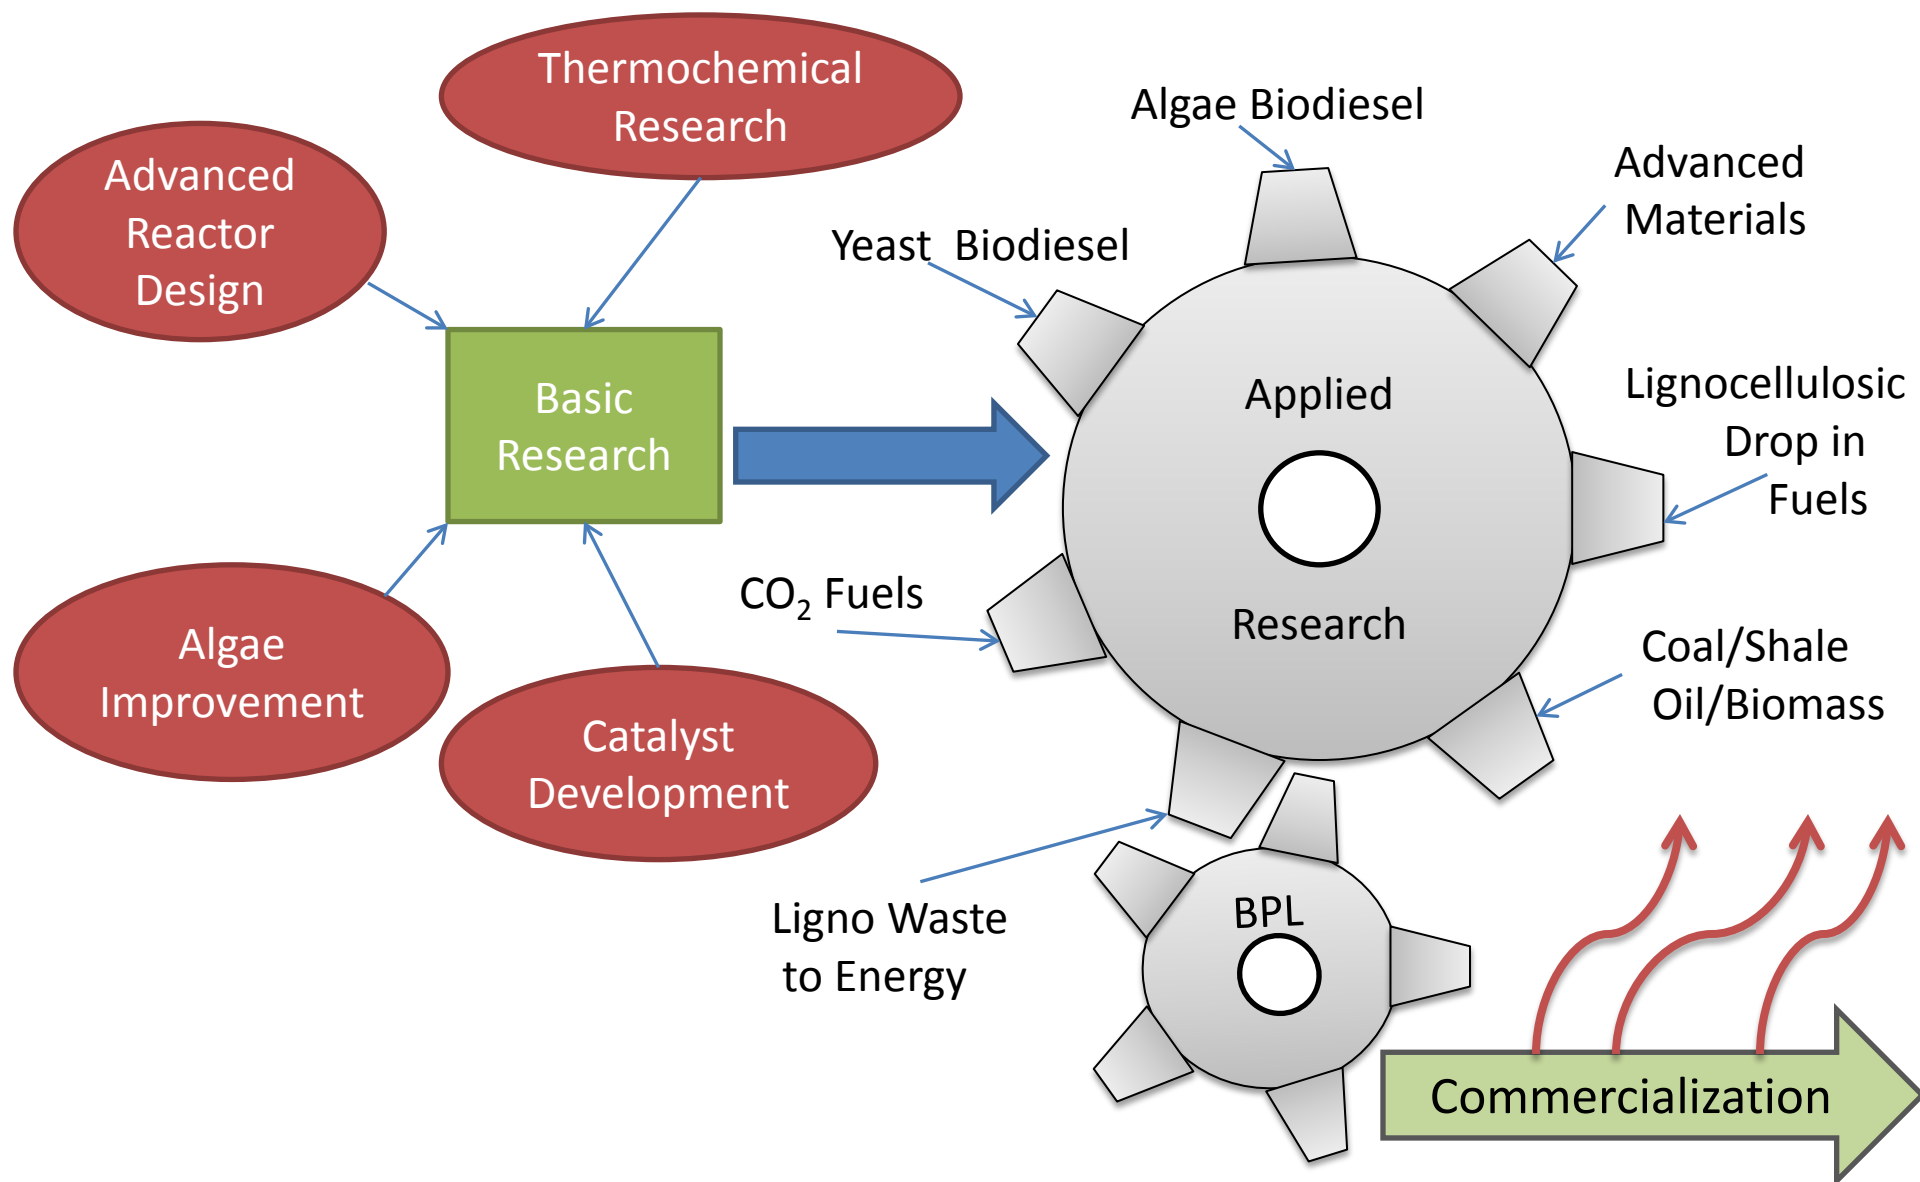 Thermochemical
Research
Advanced
Reactor
Design
Basic
Research
Algae
Improvement
Catalyst
Development
Algae Biodiesel
Yeast  Biodiesel
Advanced
Materials
Applied
Research
Lignocellulosic
Drop in
Fuels
CO₂ Fuels
Coal/Shale
Oil/Biomass
Ligno Waste
to Energy
BPL
Commercialization